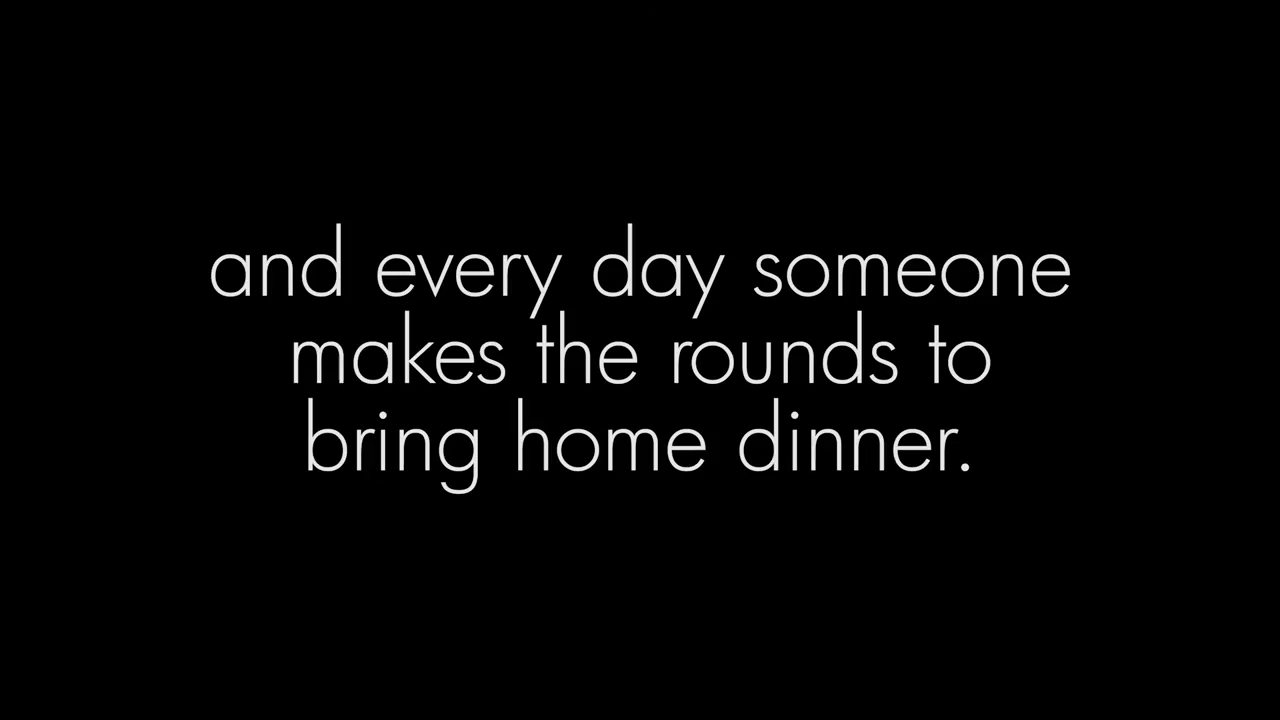 and every day someone
makes the rounds to
bring home dinner.